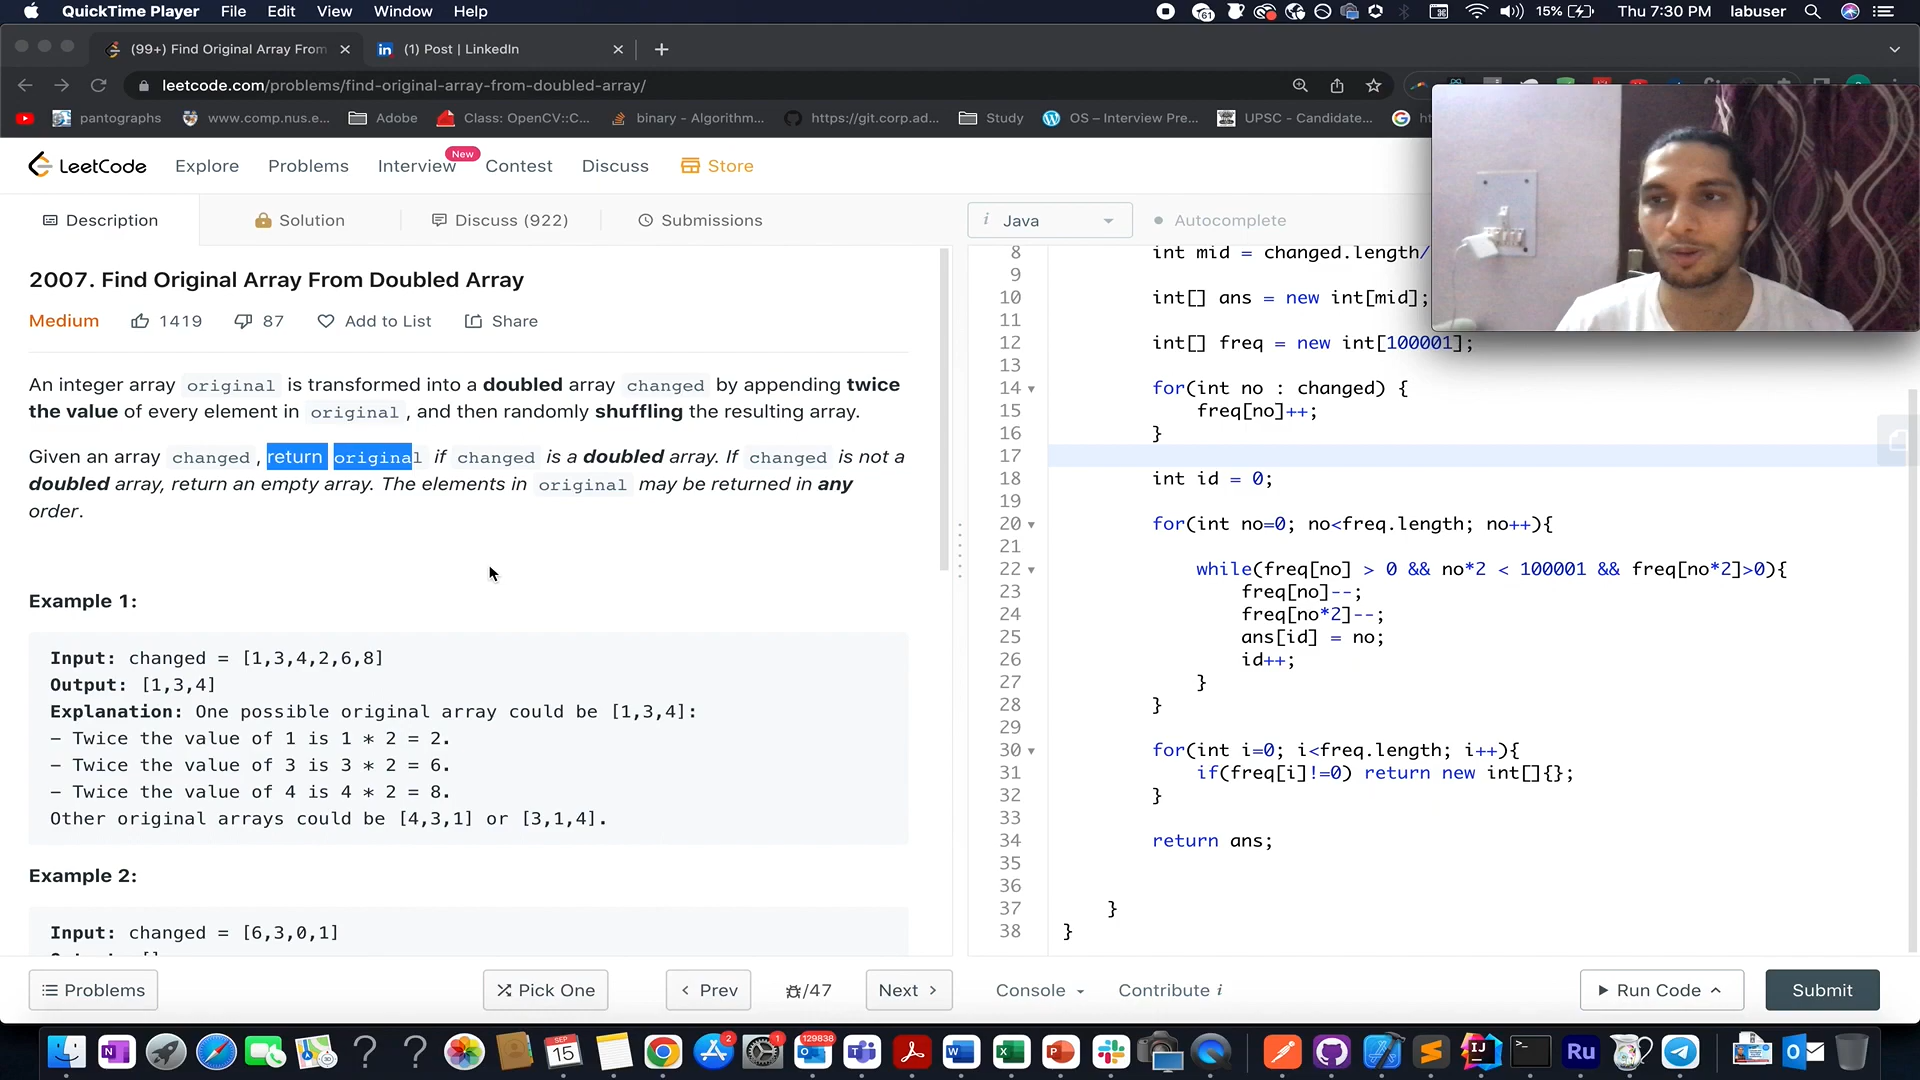 QuickTime Player File Edit View Window Help 61 15% Thu 7:30 PM labuser
(99+) Find Original Array From in (1) Post | LinkedIn
leetcode.com/problems/find-original-array-from-doubled-array/
pantographs www.comp.nus.e... Adobe Class: OpenCV::C... binary - Algorithm... https://git.corp.ad... Study OS – Interview Pre... UPSC - Candidate...
LeetCode Explore Problems Interview New Contest Discuss Store
Description Solution Discuss (922) Submissions
2007. Find Original Array From Doubled Array
Medium 1419 87 Add to List Share
An integer array original is transformed into a doubled array changed by appending twice
the value of every element in original , and then randomly shuffling the resulting array.
Given an array changed , return original if changed is a doubled array. If changed is not a
doubled array, return an empty array. The elements in original may be returned in any
order.
Example 1:
Input: changed = [1,3,4,2,6,8]
Output: [1,3,4]
Explanation: One possible original array could be [1,3,4]:
– Twice the value of 1 is 1 * 2 = 2.
– Twice the value of 3 is 3 * 2 = 6.
– Twice the value of 4 is 4 * 2 = 8.
Other original arrays could be [4,3,1] or [3,1,4].
Example 2:
Input: changed = [6,3,0,1]
i Java Autocomplete
8 int mid = changed.length/
9
10 int[] ans = new int[mid];
11
12 int[] freq = new int[100001];
13
14 for(int no : changed) {
15 freq[no]++;
16 }
17
18 int id = 0;
19
20 for(int no=0; no<freq.length; no++){
21
22 while(freq[no] > 0 && no*2 < 100001 && freq[no*2]>0){
23 freq[no]--;
24 freq[no*2]--;
25 ans[id] = no;
26 id++;
27 }
28 }
29
30 for(int i=0; i<freq.length; i++){
31 if(freq[i]!=0) return new int[]{};
32 }
33
34 return ans;
35
36
37 }
38 }
Problems Pick One < Prev /47 Next > Console Contribute i Run Code Submit
SEP 15 2 1 129838 Ru